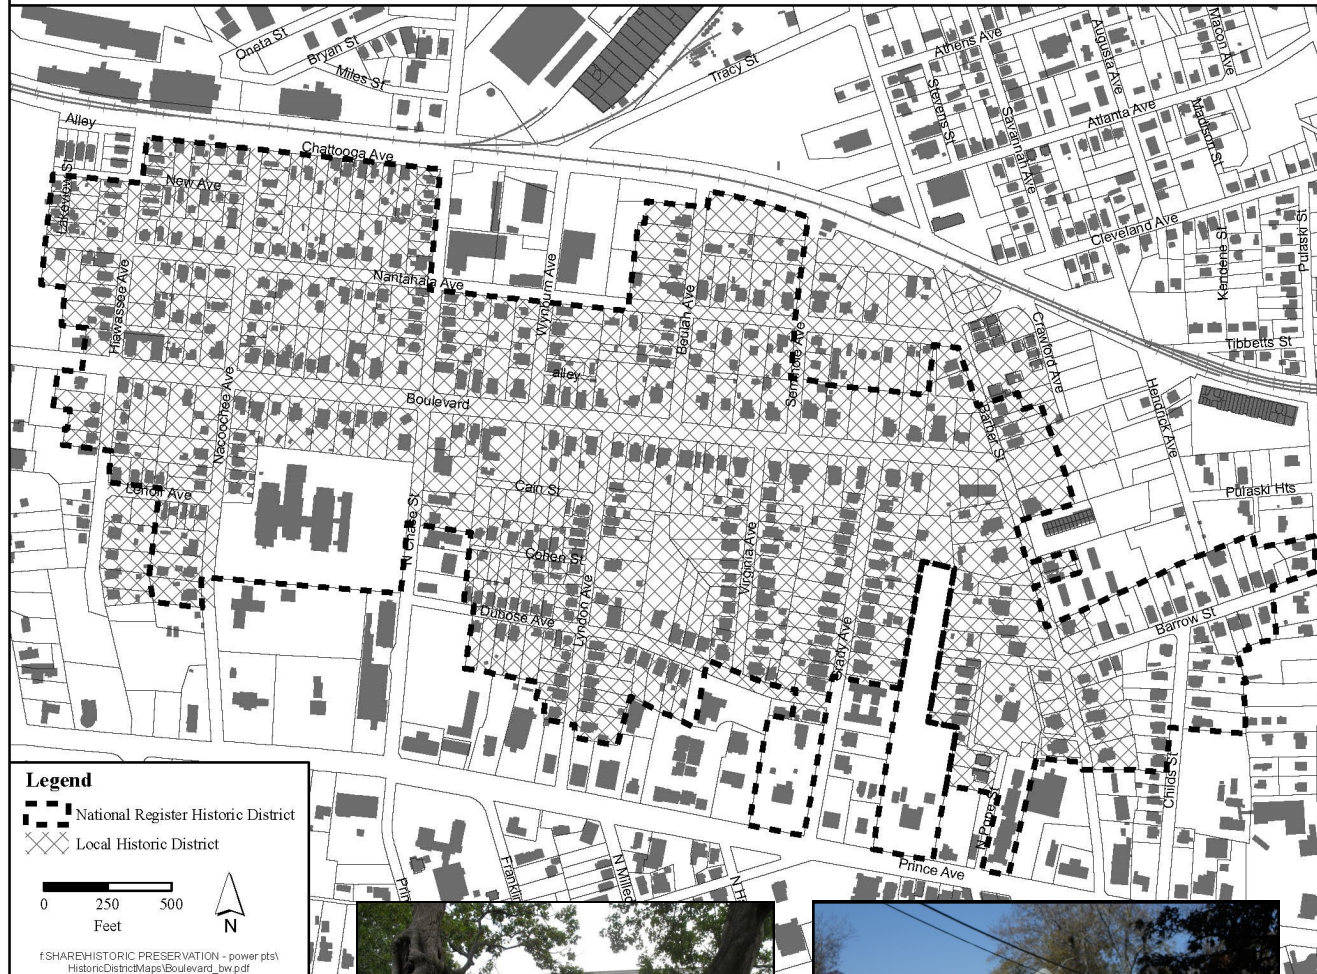 Oneta St
Bryan St
Miles St
Tracy St
Athens Ave
Augusta Ave
Macon Ave
Stevens St
Savannah Ave
Atlanta Ave
Madison St
Alley
Chattooga Ave
Lakeview St
New Ave
Cleveland Ave
Kerdene St
Pulaski St
Hiawassee Ave
Nantahala Ave
Wynburn Ave
Beulah Ave
Seminole Ave
Crawford Ave
Tibbetts St
alley
Nacoochee Ave
Boulevard
Barber St
Hendrick Ave
Lenoir Ave
Cain St
Pulaski Hts
N Chase St
Cohen St
Virginia Ave
Dubose Ave
Lyndon Ave
Grady Ave
Barrow St
Childs St
N Pope St
Prince Ave
Prin
Franklin
N Milled
N H
Legend
National Register Historic District
Local Historic District
0 250 500
Feet
N
f:SHARE\HISTORIC PRESERVATION - power pts\
HistoricDistrictMaps\Boulevard_bw.pdf